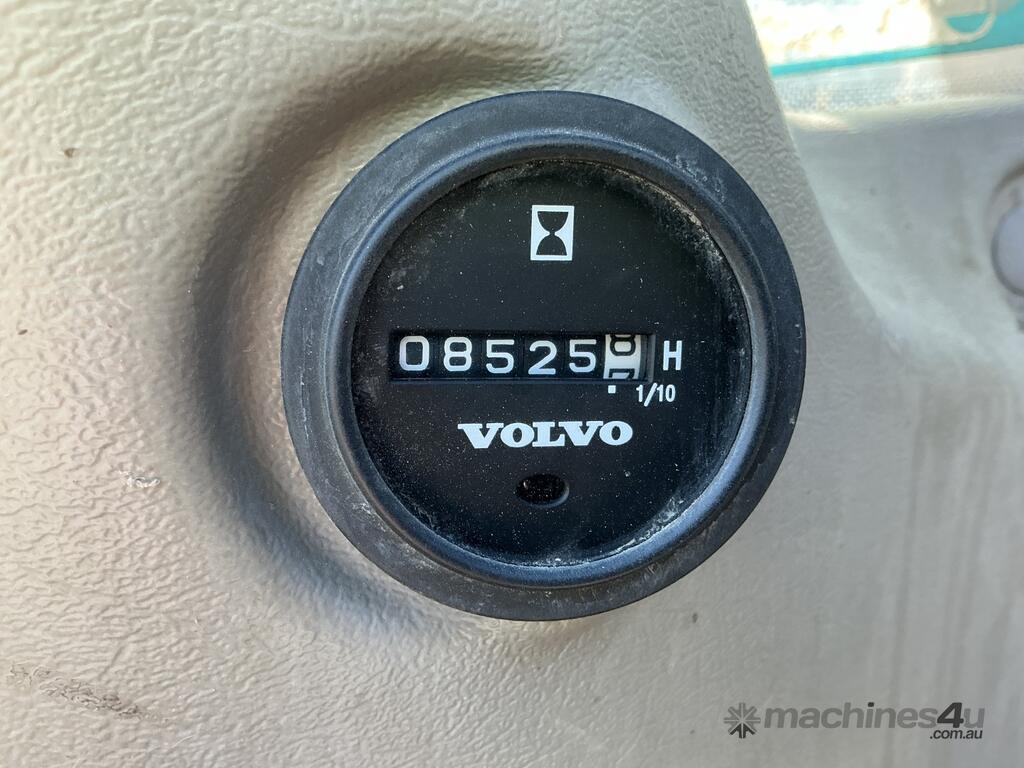 08525 H
1/10
VOLVO
machines4u
.com.au